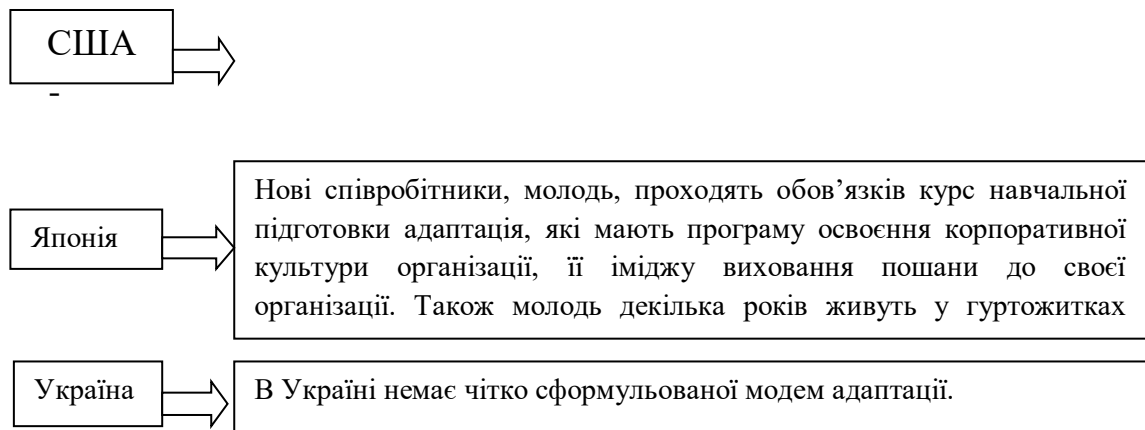 США
-
Японія
Нові співробітники, молодь, проходять обов’язків курс навчальної
підготовки адаптація, які мають програму освоєння корпоративної
культури організації, її іміджу виховання пошани до своєї
організації. Також молодь декілька років живуть у гуртожитках
Україна
В Україні немає чітко сформульованої модем адаптації.